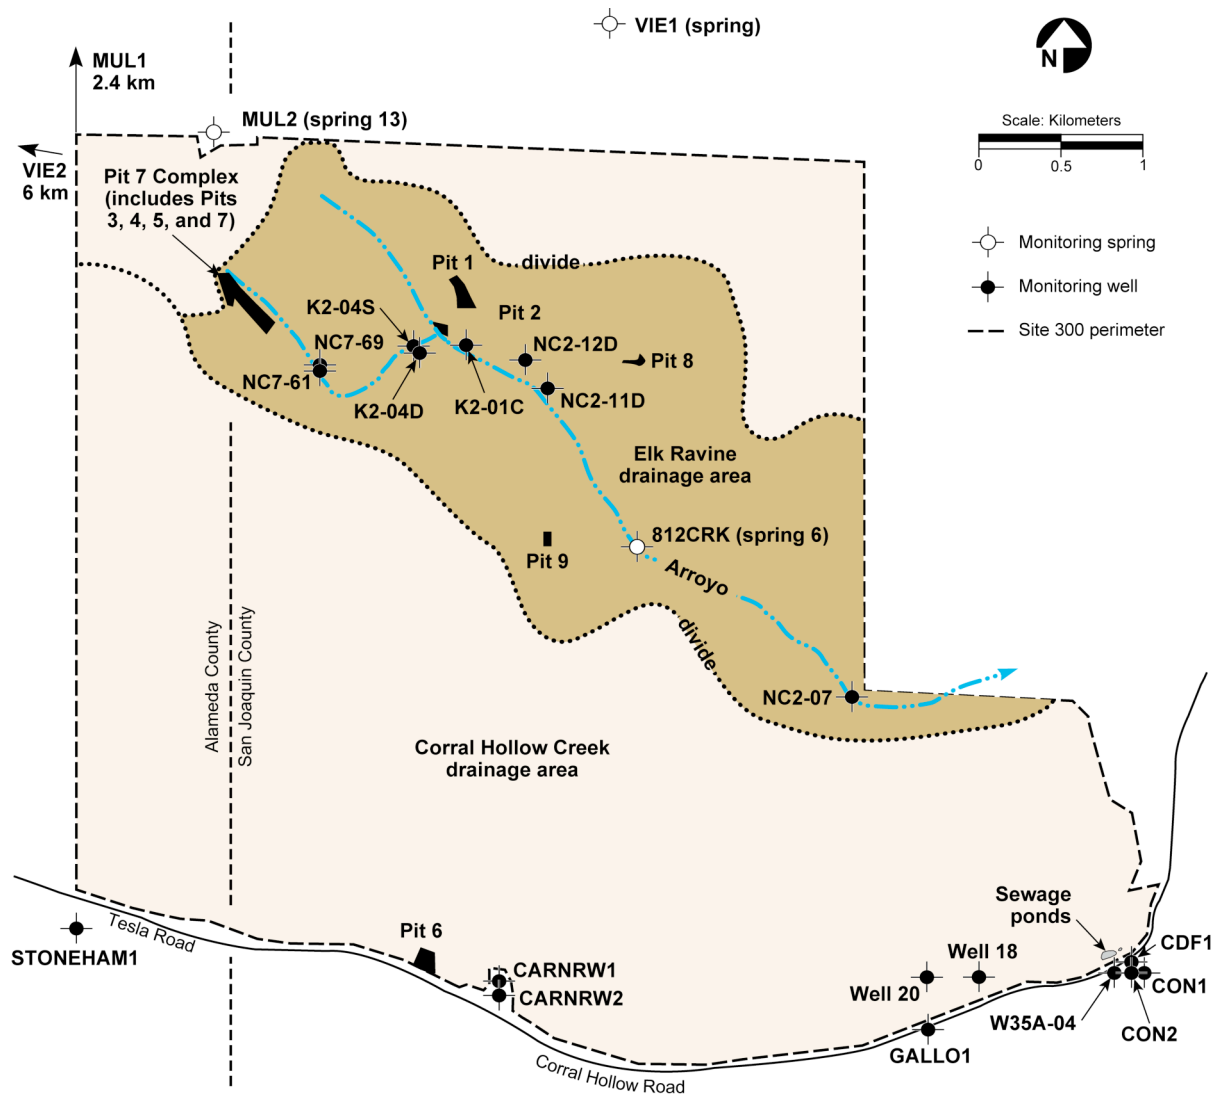 VIE1 (spring)
N
MUL1
2.4 km
MUL2 (spring 13)
Scale: Kilometers
0
0.5
1
VIE2
6 km
Pit 7 Complex
(includes Pits
3, 4, 5, and 7)
Monitoring spring
Monitoring well
Site 300 perimeter
divide
Pit 1
Pit 2
K2-04S
NC7-69
NC7-61
K2-04D
K2-01C
NC2-12D
Pit 8
NC2-11D
Elk Ravine
drainage area
812CRK (spring 6)
Pit 9
Arroyo
divide
Alameda County
San Joaquin County
NC2-07
Corral Hollow Creek
drainage area
Sewage
ponds
Tesla Road
STONEHAM1
Pit 6
CARNRW1
CARNRW2
Well 18
Well 20
CDF1
CON1
W35A-04
CON2
GALLO1
Corral Hollow Road